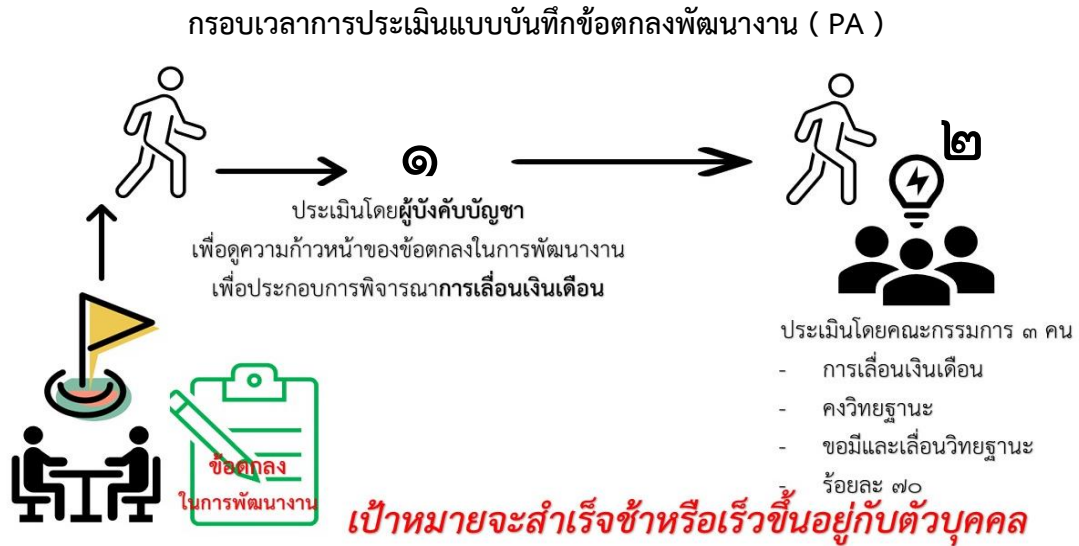 กรอบเวลาการประเมินแบบบันทึกข้อตกลงพัฒนางาน ( PA )
๑
ประเมินโดยผู้บังคับบัญชา
เพื่อดูความก้าวหน้าของข้อตกลงในการพัฒนางาน
เพื่อประกอบการพิจารณาการเลื่อนเงินเดือน
๒
ประเมินโดยคณะกรรมการ ๓ คน
- การเลื่อนเงินเดือน
- คงวิทยฐานะ
- ขอมีและเลื่อนวิทยฐานะ
- ร้อยละ ๗๐
ข้อตกลง
ในการพัฒนางาน
เป้าหมายจะสำเร็จช้าหรือเร็วขึ้นอยู่กับตัวบุคคล